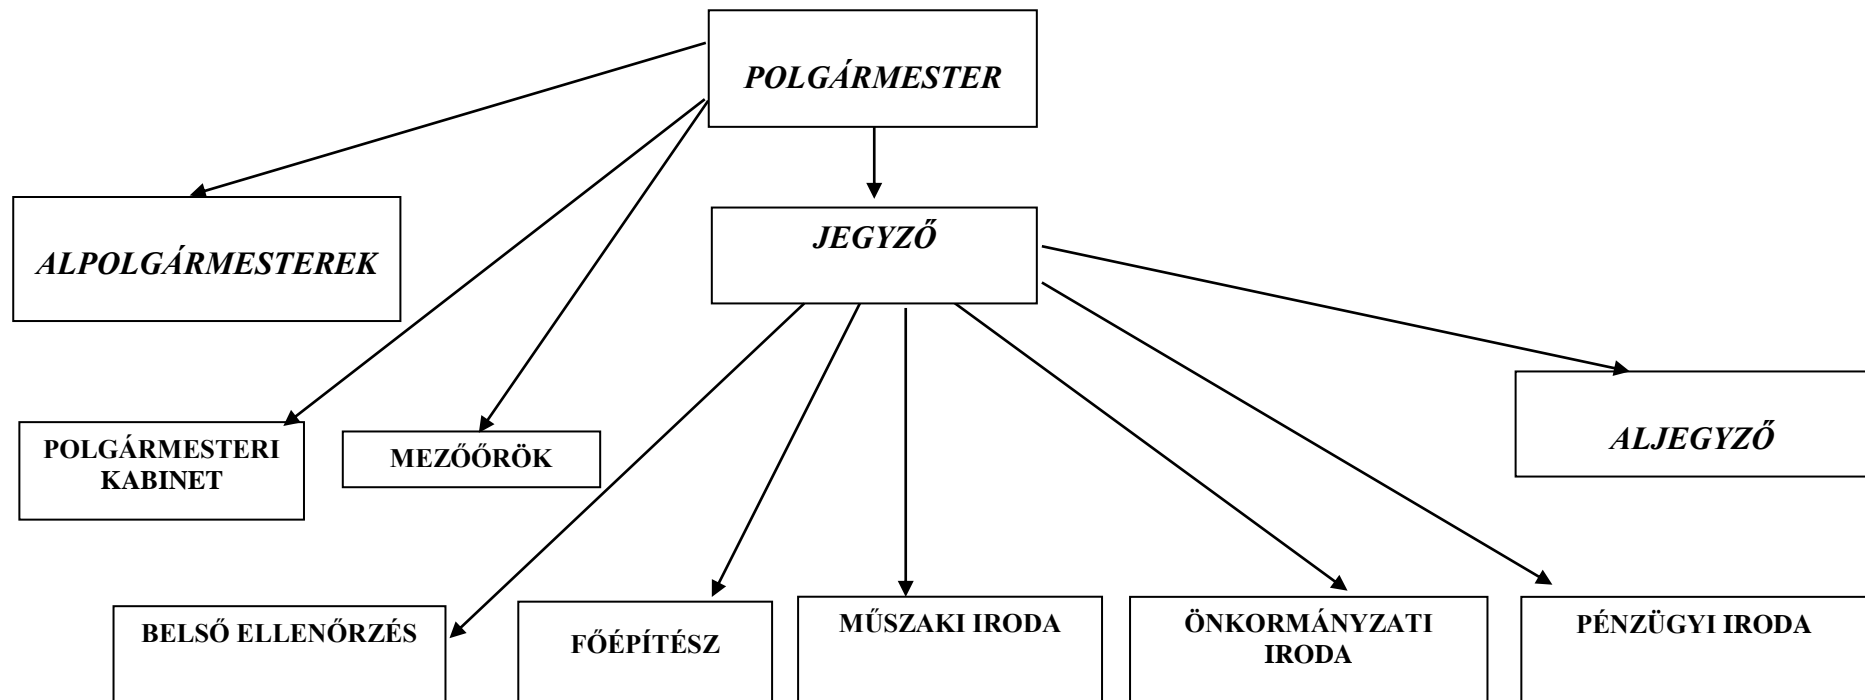 POLGÁRMESTER
ALPOLGÁRMESTEREK
JEGYZŐ
ALJEGYZŐ
POLGÁRMESTERI
KABINET
MEZŐŐRÖK
BELSŐ ELLENŐRZÉS
FŐÉPÍTÉSZ
MŰSZAKI IRODA
ÖNKORMÁNYZATI
IRODA
PÉNZÜGYI IRODA